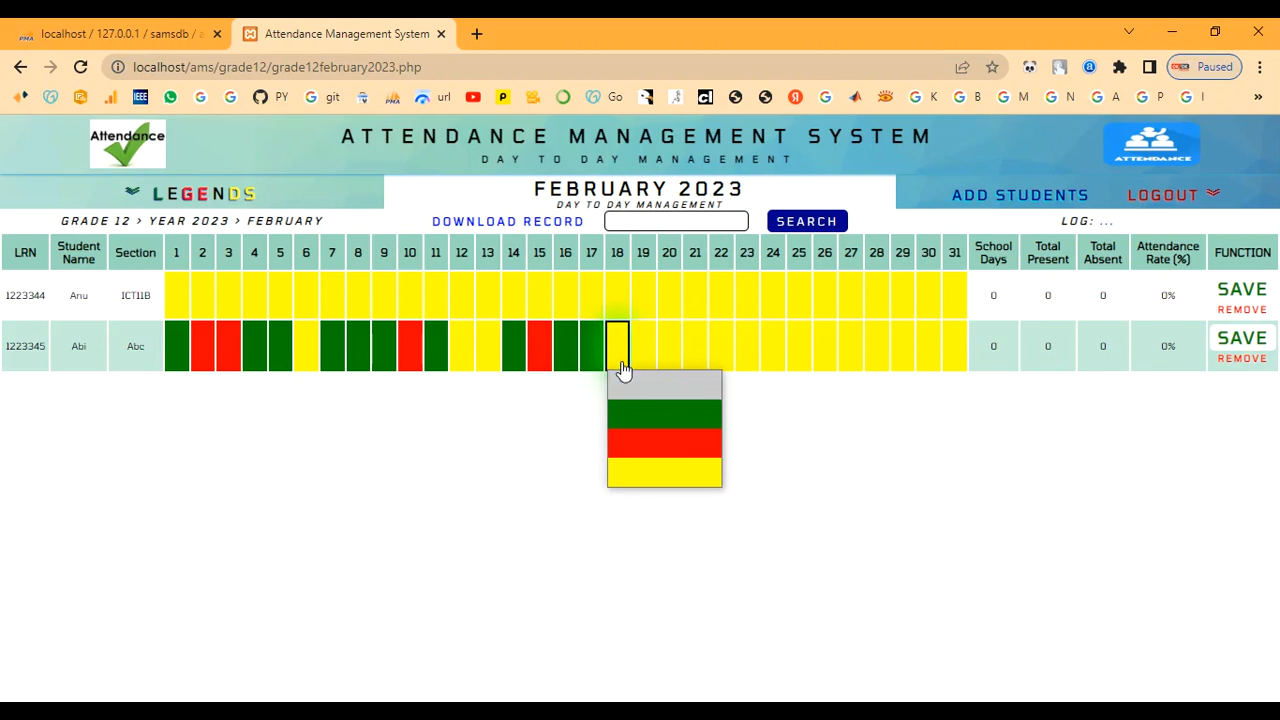 localhost / 127.0.0.1 / samsdb / a
Attendance Management System
localhost/ams/grade12/grade12february2023.php
Paused
IEEE
PY
git
PMA
url
Go
K
B
M
N
A
P
I
»
Attendance
ATTENDANCE MANAGEMENT SYSTEM
DAY TO DAY MANAGEMENT
ATTENDANCE
LEGENDS
FEBRUARY 2023
DAY TO DAY MANAGEMENT
ADD STUDENTS
LOGOUT
GRADE 12 > YEAR 2023 > FEBRUARY
DOWNLOAD RECORD
SEARCH
LOG: ...
LRN Student Name Section 1 2 3 4 5 6 7 8 9 10 11 12 13 14 15 16 17 18 19 20 21 22 23 24 25 26 27 28 29 30 31 School Days Total Present Total Absent Attendance Rate (%) FUNCTION
1223344 Anu ICT11B 0 0 0 0% SAVE
REMOVE
1223345 Abi Abc 0 0 0 0% SAVE
REMOVE